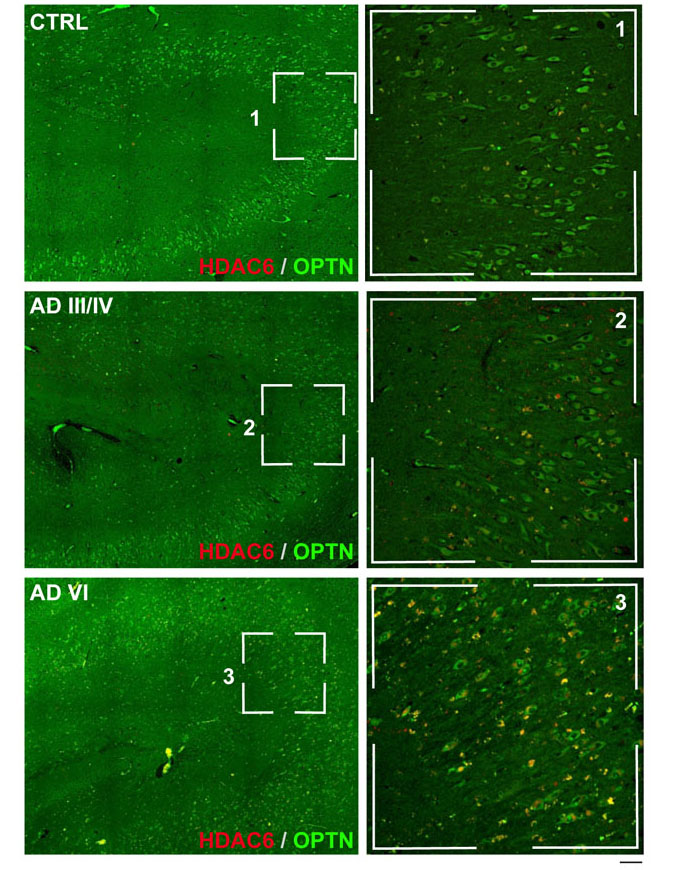 CTRL
1
1
HDAC6 / OPTN
AD III/IV
2
2
HDAC6 / OPTN
AD VI
3
3
HDAC6 / OPTN